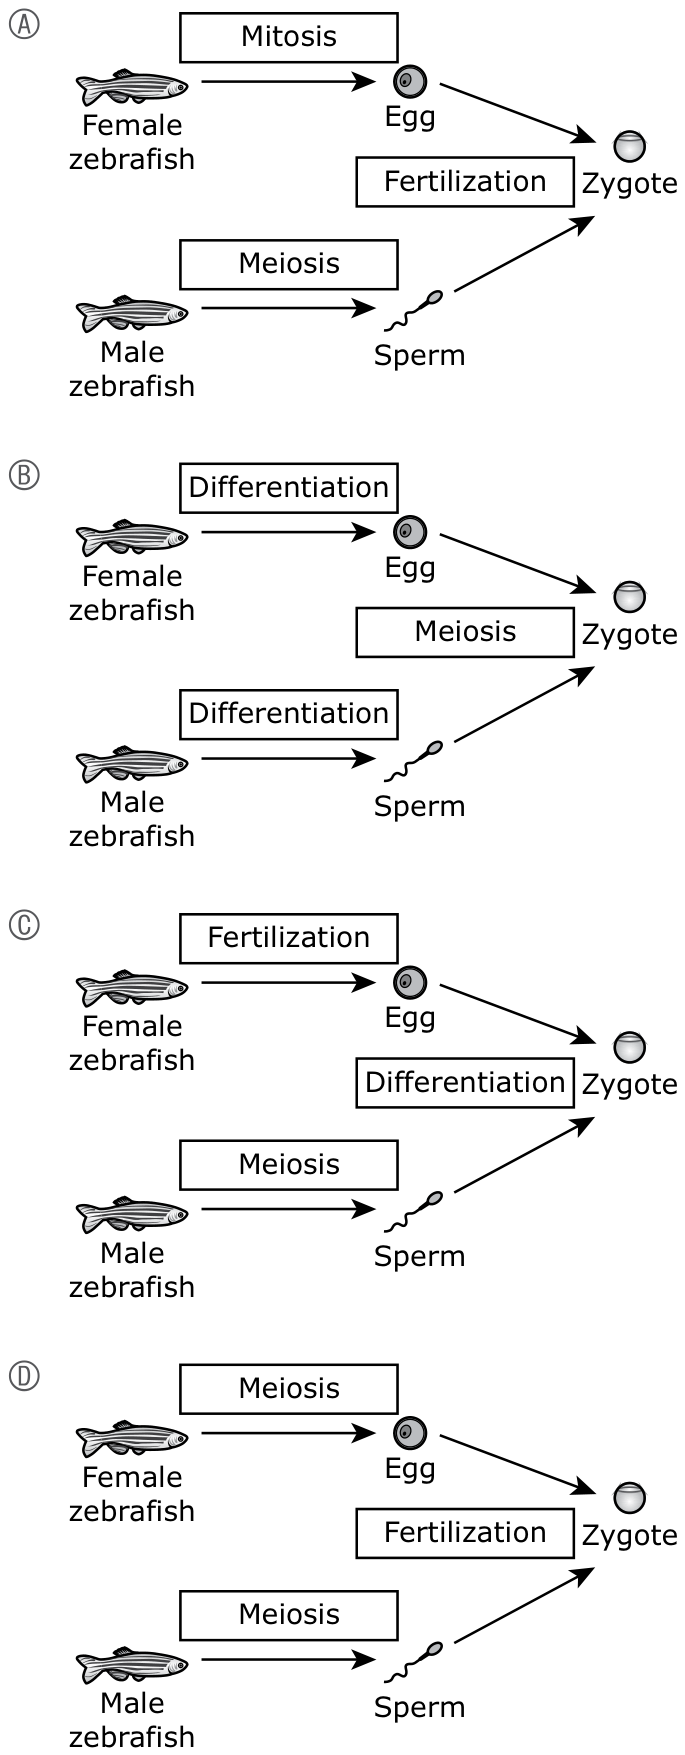 A
Mitosis
Female
zebrafish
Egg
Fertilization
Zygote
Meiosis
Male
zebrafish
Sperm
B
Differentiation
Female
zebrafish
Egg
Meiosis
Zygote
Differentiation
Male
zebrafish
Sperm
C
Fertilization
Female
zebrafish
Egg
Differentiation
Zygote
Meiosis
Male
zebrafish
Sperm
D
Meiosis
Female
zebrafish
Egg
Fertilization
Zygote
Meiosis
Male
zebrafish
Sperm